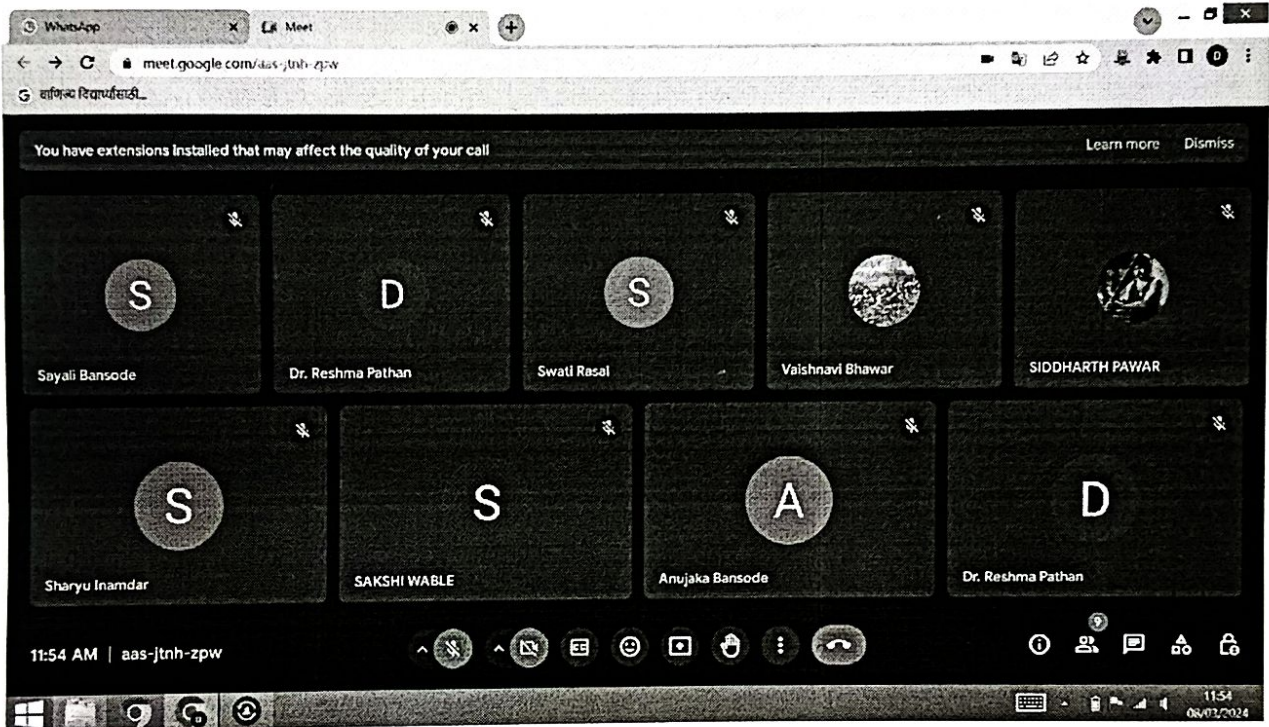 WhatsApp
Meet
meet.google.com/aas-jtnh-zpw
D
G वाणिज्य विद्यार्थ्यांसाठी...
You have extensions installed that may affect the quality of your call
Learn more Dismiss
S D S
Sayali Bansode Dr. Reshma Pathan Swati Rasal Vaishnavi Bhawar SIDDHARTH PAWAR
S S A D
Sharyu Inamdar SAKSHI WABLE Anujaka Bansode Dr. Reshma Pathan
9
11:54 AM | aas-jtnh-zpw
11:54
08/03/2024